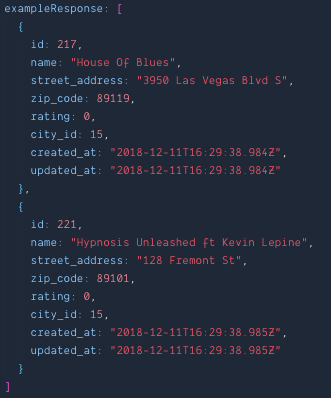 exampleResponse: [
  {
    id: 217,
    name: "House Of Blues",
    street_address: "3950 Las Vegas Blvd S",
    zip_code: 89119,
    rating: 0,
    city_id: 15,
    created_at: "2018-12-11T16:29:38.984Z",
    updated_at: "2018-12-11T16:29:38.984Z"
  },
  {
    id: 221,
    name: "Hypnosis Unleashed ft Kevin Lepine",
    street_address: "128 Fremont St",
    zip_code: 89101,
    rating: 0,
    city_id: 15,
    created_at: "2018-12-11T16:29:38.985Z",
    updated_at: "2018-12-11T16:29:38.985Z"
  }
]